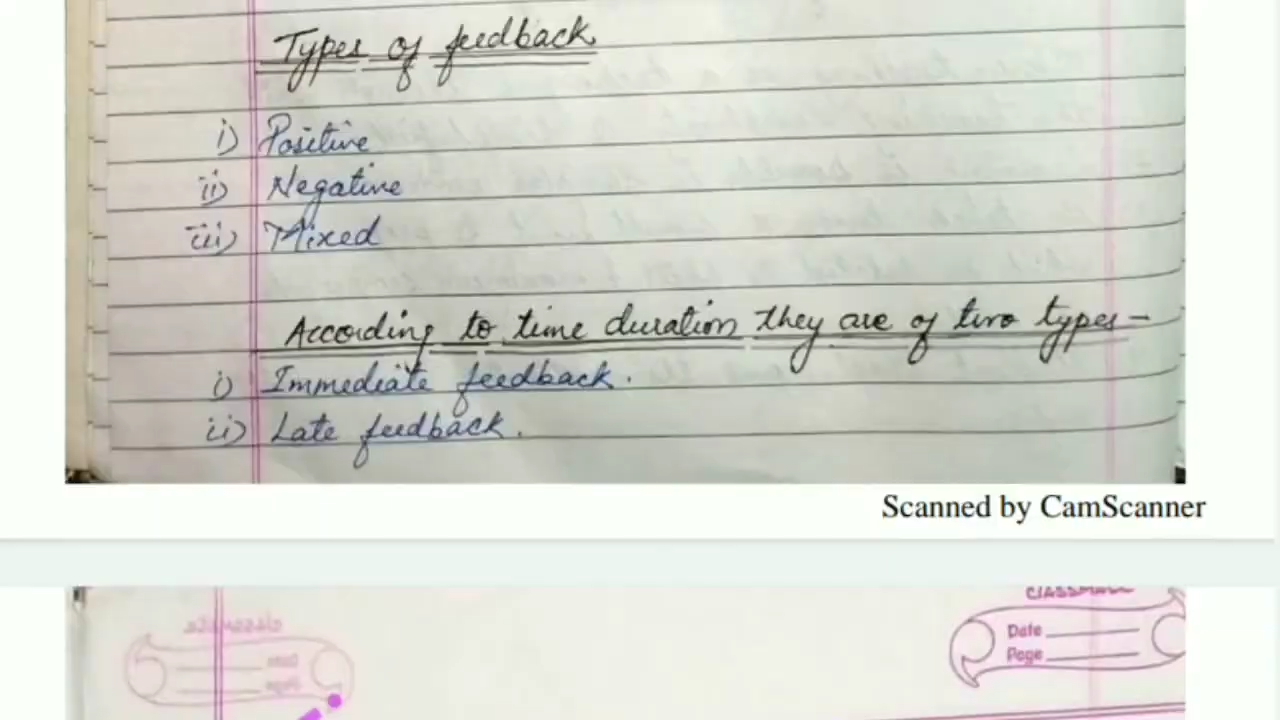 Types of feedback
i) Positive
ii) Negative
iii) Mixed
According to time duration they are of two types -
i) Immediate feedback.
ii) Late feedback.
Scanned by CamScanner
classmate
Date
Page